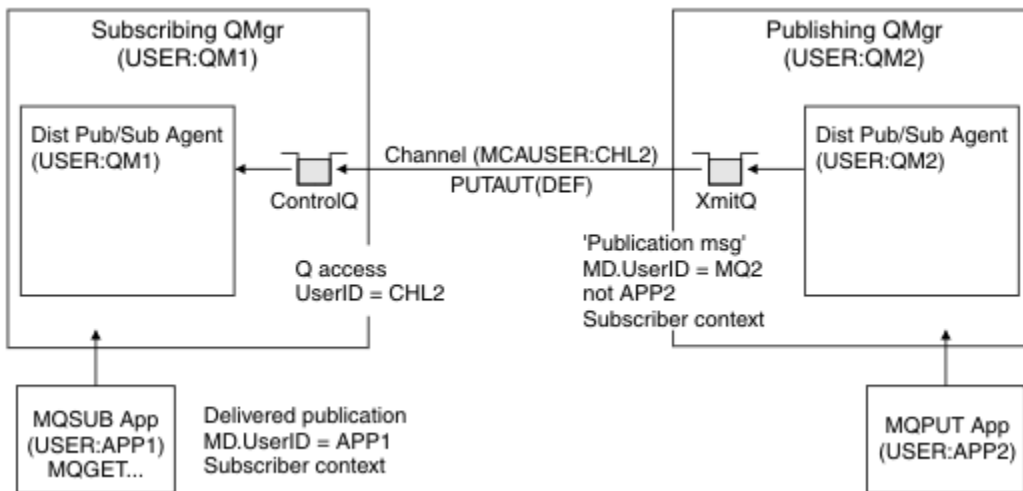 Subscribing QMgr
(USER:QM1)
Dist Pub/Sub Agent
(USER:QM1)
ControlQ
Q access
UserID = CHL2
Channel (MCAUSER:CHL2)
PUTAUT(DEF)
Publishing QMgr
(USER:QM2)
Dist Pub/Sub Agent
(USER:QM2)
XmitQ
'Publication msg'
MD.UserID = MQ2
not APP2
Subscriber context
MQSUB App
(USER:APP1)
MQGET...
Delivered publication
MD.UserID = APP1
Subscriber context
MQPUT App
(USER:APP2)